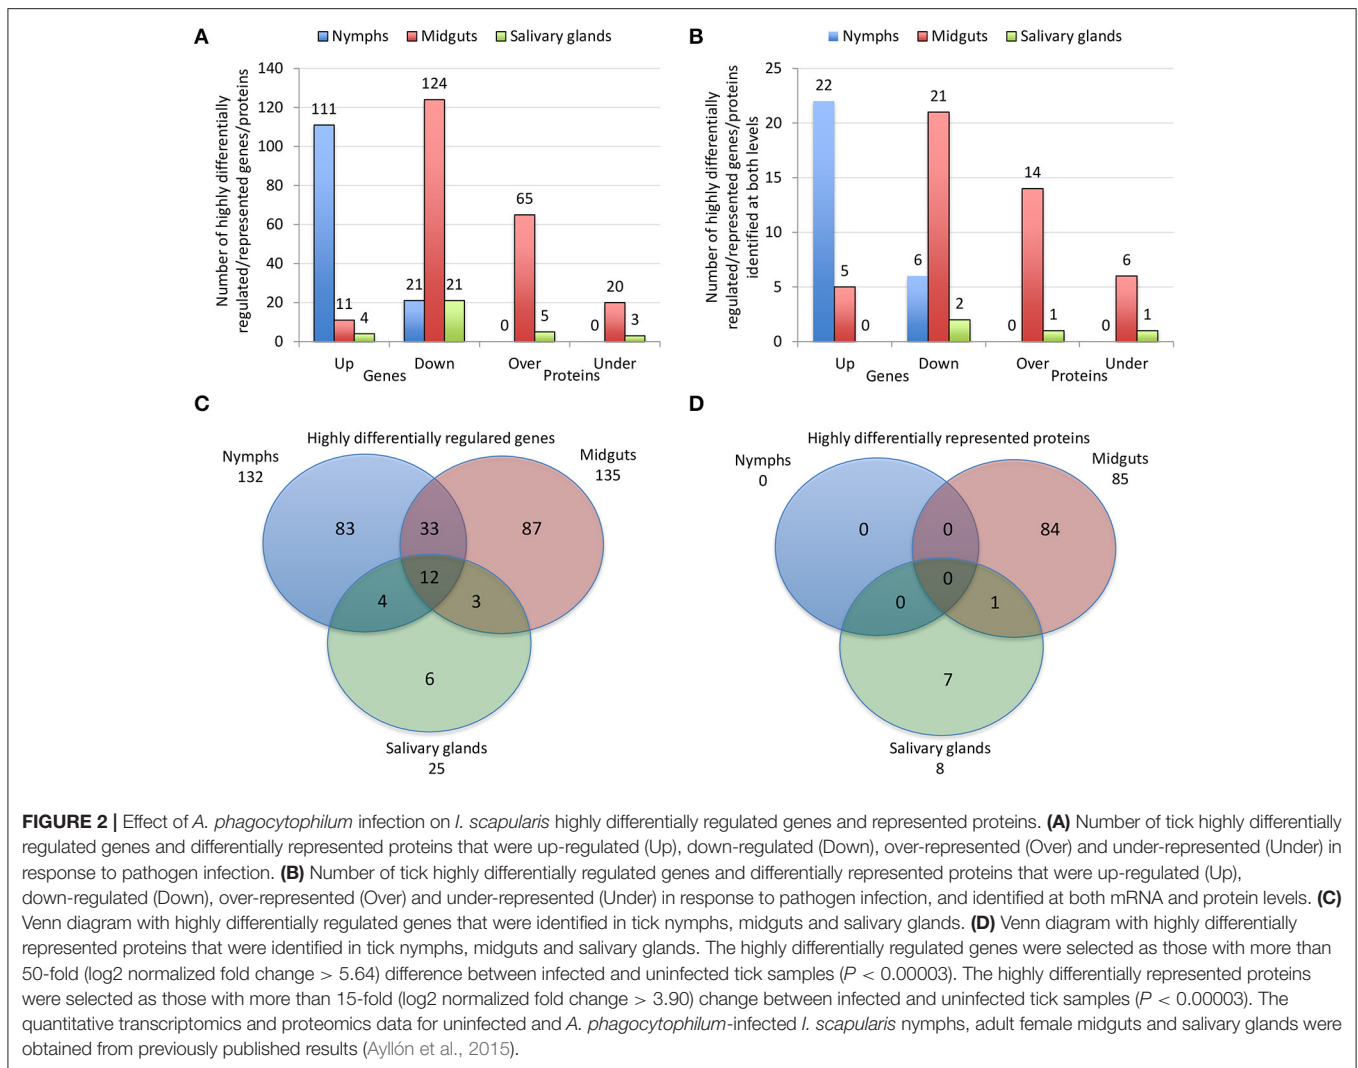 A
Nymphs Midguts Salivary glands
Number of highly differentially
regulated/represented genes/proteins
140
120
100
80
60
40
20
0
111
11
4
21
124
21
0
65
5
0
20
3
Up Down Over Under
Genes Proteins
B
Nymphs Midguts Salivary glands
Number of highly differentially
regulated/represented genes/proteins
identified at both levels
25
20
15
10
5
0
22
5
0
6
21
2
0
14
1
0
6
1
Up Down Over Under
Genes Proteins
C
Highly differentially regulared genes
Nymphs
132
Midguts
135
83 33 87
12
4 3
6
Salivary glands
25
D
Highly differentially represented proteins
Nymphs
0
Midguts
85
0 0 84
0
0 1
7
Salivary glands
8
FIGURE 2 | Effect of A. phagocytophilum infection on I. scapularis highly differentially regulated genes and represented proteins. (A) Number of tick highly differentially
regulated genes and differentially represented proteins that were up-regulated (Up), down-regulated (Down), over-represented (Over) and under-represented (Under) in
response to pathogen infection. (B) Number of tick highly differentially regulated genes and differentially represented proteins that were up-regulated (Up),
down-regulated (Down), over-represented (Over) and under-represented (Under) in response to pathogen infection, and identified at both mRNA and protein levels. (C)
Venn diagram with highly differentially regulated genes that were identified in tick nymphs, midguts and salivary glands. (D) Venn diagram with highly differentially
represented proteins that were identified in tick nymphs, midguts and salivary glands. The highly differentially regulated genes were selected as those with more than
50-fold (log2 normalized fold change > 5.64) difference between infected and uninfected tick samples (P < 0.00003). The highly differentially represented proteins
were selected as those with more than 15-fold (log2 normalized fold change > 3.90) change between infected and uninfected tick samples (P < 0.00003). The
quantitative transcriptomics and proteomics data for uninfected and A. phagocytophilum-infected I. scapularis nymphs, adult female midguts and salivary glands were
obtained from previously published results (Ayllón et al., 2015).